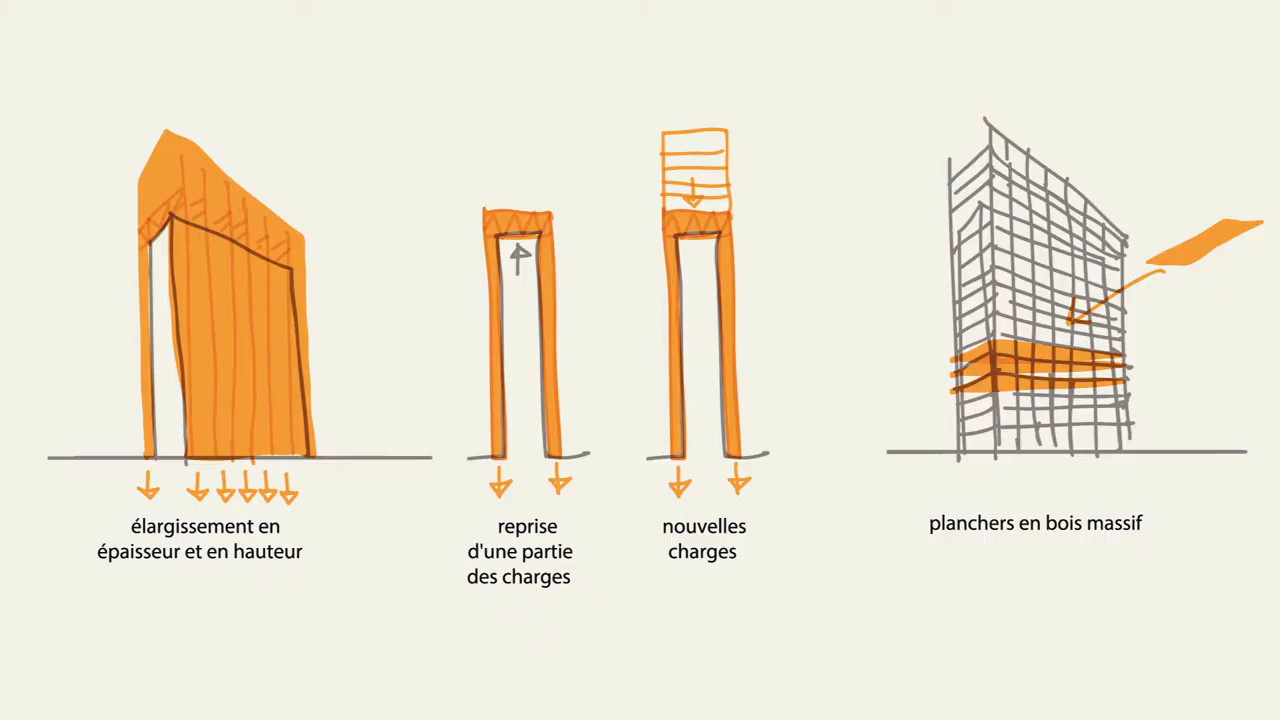 élargissement en
épaisseur et en hauteur
reprise
d'une partie
des charges
nouvelles
charges
planchers en bois massif